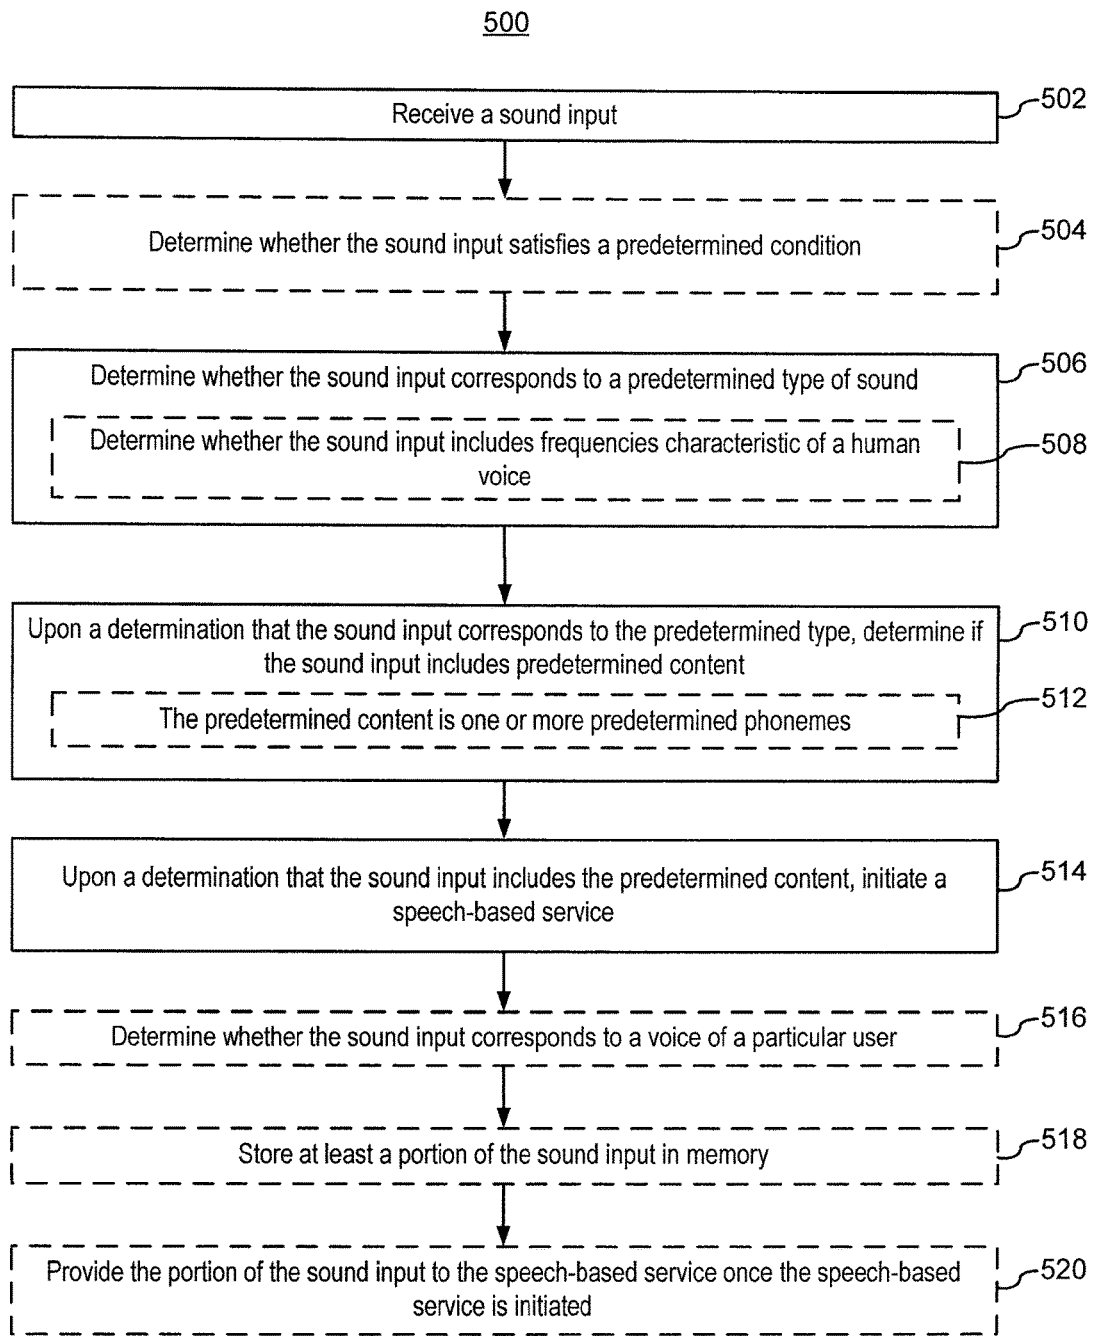 500
Receive a sound input
502
Determine whether the sound input satisfies a predetermined condition
504
Determine whether the sound input corresponds to a predetermined type of sound
506
Determine whether the sound input includes frequencies characteristic of a human
voice
508
Upon a determination that the sound input corresponds to the predetermined type, determine if
the sound input includes predetermined content
510
The predetermined content is one or more predetermined phonemes
512
Upon a determination that the sound input includes the predetermined content, initiate a
speech-based service
514
Determine whether the sound input corresponds to a voice of a particular user
516
Store at least a portion of the sound input in memory
518
Provide the portion of the sound input to the speech-based service once the speech-based
service is initiated
520